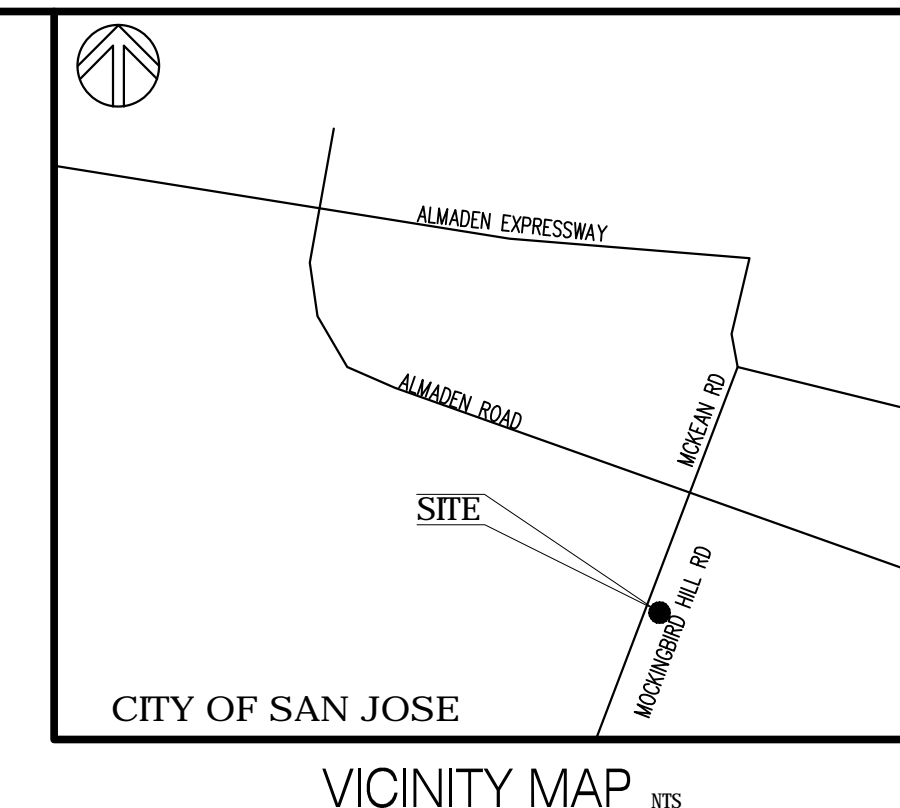 ALMADEN EXPRESSWAY
ALMADEN ROAD
MCKEAN RD
SITE
MOCKINGBIRD HILL RD
CITY OF SAN JOSE
VICINITY MAP NTS